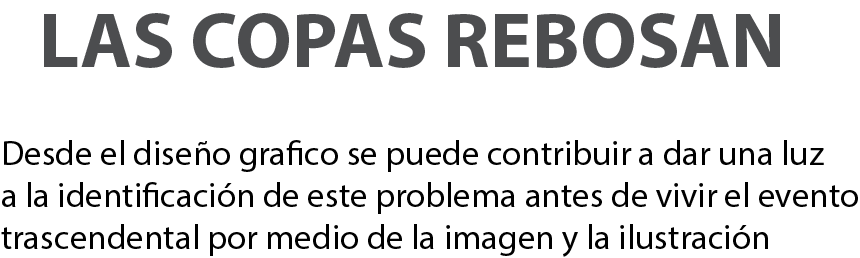 LAS COPAS REBOSAN
Desde el diseño grafico se puede contribuir a dar una luz
a la identificación de este problema antes de vivir el evento
trascendental por medio de la imagen y la ilustración